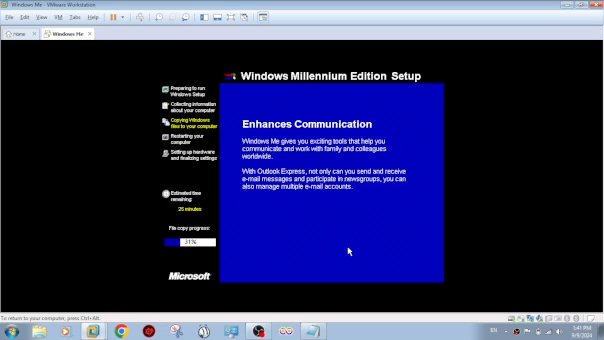 Windows Me - VMware Workstation
File Edit View VM Tabs Help
Home
Windows Me
Windows Millennium Edition Setup
Preparing to run
Windows Setup
Collecting information
about your computer
Copying Windows
files to your computer
Restarting your
computer
Setting up hardware
and finalizing settings
Estimated time
remaining:
25 minutes
File copy progress:
31%
Microsoft
Enhances Communication
Windows Me gives you exciting tools that help you
communicate and work with family and colleagues
worldwide.
With Outlook Express, not only can you send and receive
e-mail messages and participate in newsgroups, you can
also manage multiple e-mail accounts.
To return to your computer, press Ctrl+Alt.
EN
5:41 PM
9/9/2024